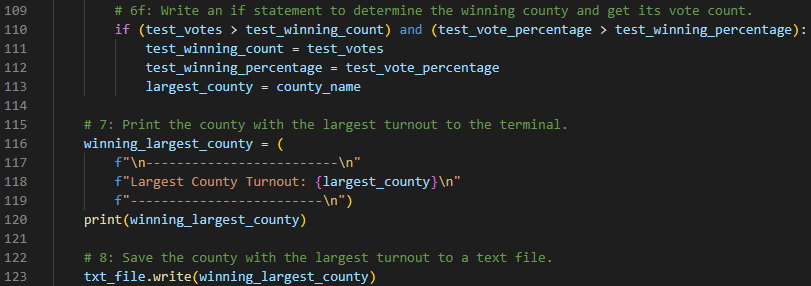 109             # 6f: Write an if statement to determine the winning county and get its vote count.
110             if (test_votes > test_winning_count) and (test_vote_percentage > test_winning_percentage):
111                 test_winning_count = test_votes
112                 test_winning_percentage = test_vote_percentage
113                 largest_county = county_name
114
115         # 7: Print the county with the largest turnout to the terminal.
116         winning_largest_county = (
117             f"\n-------------------------\n"
118             f"Largest County Turnout: {largest_county}\n"
119             f"-------------------------\n")
120         print(winning_largest_county)
121
122         # 8: Save the county with the largest turnout to a text file.
123         txt_file.write(winning_largest_county)